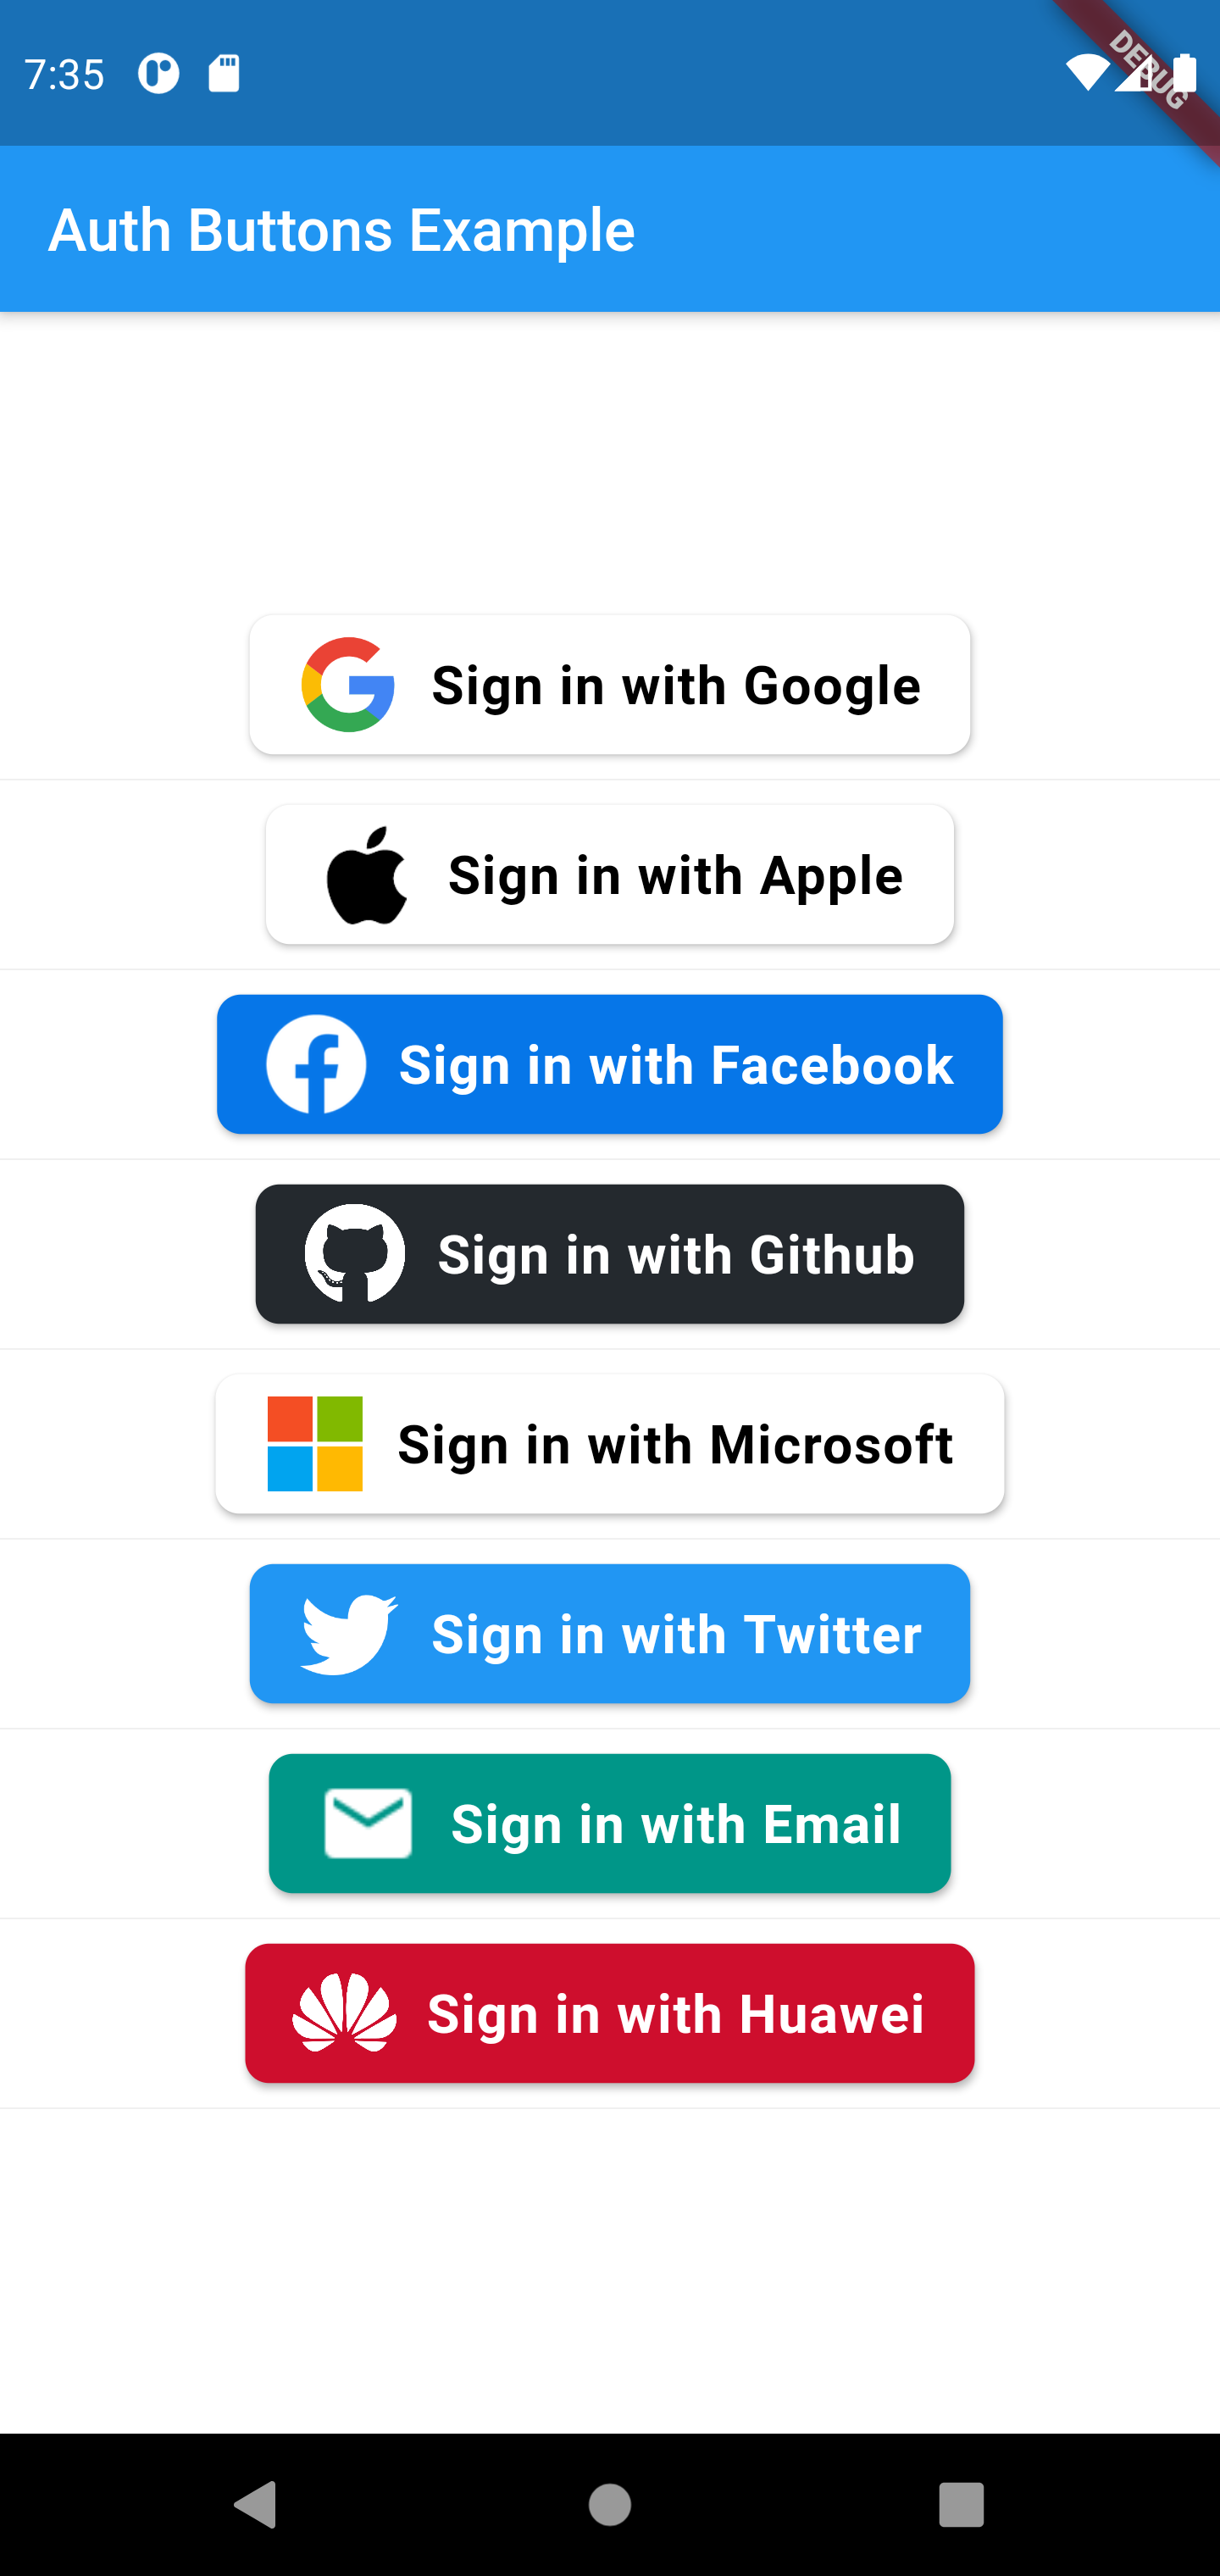 7:35
DEBUG
Auth Buttons Example
Sign in with Google
Sign in with Apple
Sign in with Facebook
Sign in with Github
Sign in with Microsoft
Sign in with Twitter
Sign in with Email
Sign in with Huawei